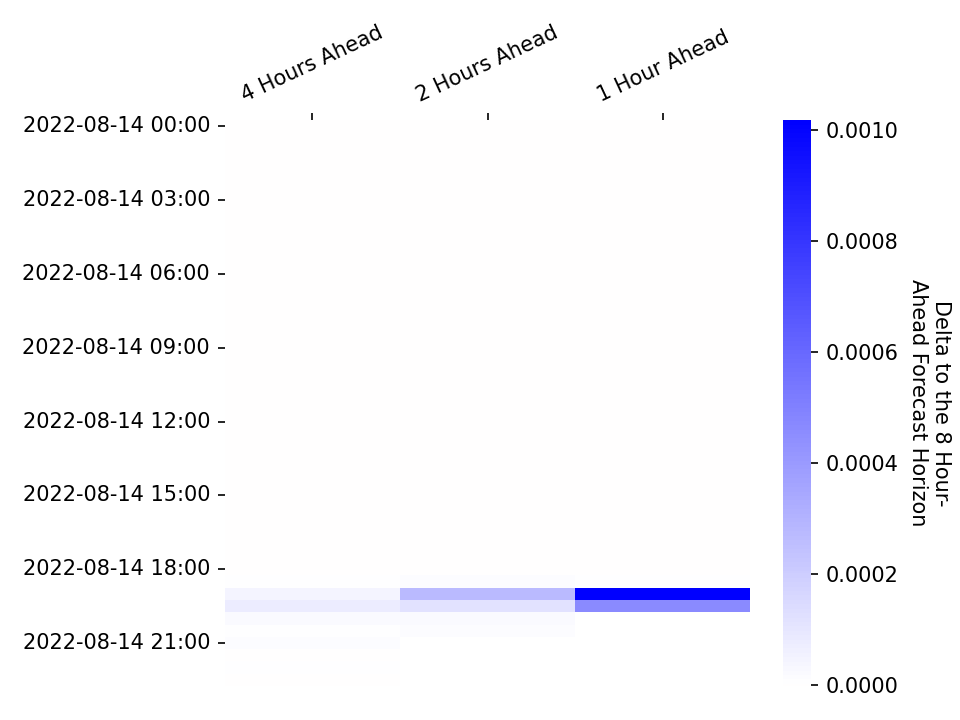 4 Hours Ahead
2 Hours Ahead
1 Hour Ahead
2022-08-14 00:00
2022-08-14 03:00
2022-08-14 06:00
2022-08-14 09:00
2022-08-14 12:00
2022-08-14 15:00
2022-08-14 18:00
2022-08-14 21:00
0.0010
0.0008
0.0006
0.0004
0.0002
0.0000
Delta to the 8 Hour-
Ahead Forecast Horizon